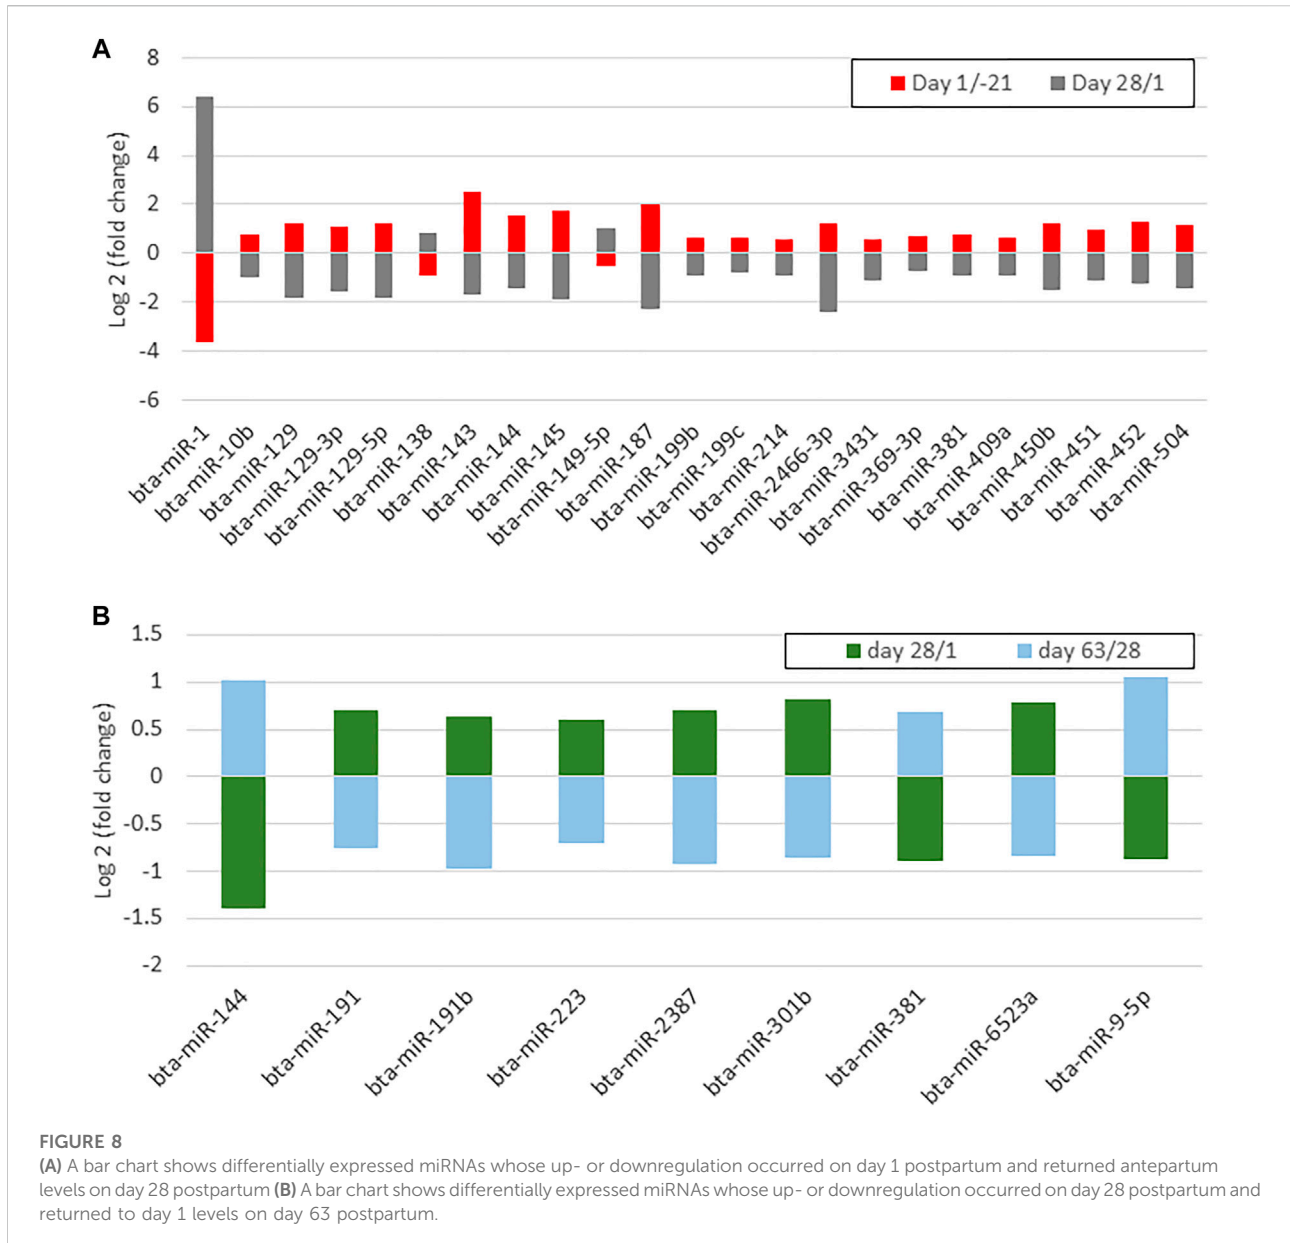 A
8
6
4
2
0
-2
-4
-6
Log 2 (fold change)
Day 1/-21
Day 28/1
bta-miR-1
bta-miR-10b
bta-miR-129
bta-miR-129-3p
bta-miR-129-5p
bta-miR-138
bta-miR-143
bta-miR-144
bta-miR-145
bta-miR-149-5p
bta-miR-187
bta-miR-199b
bta-miR-199c
bta-miR-214
bta-miR-2466-3p
bta-miR-3431
bta-miR-369-3p
bta-miR-381
bta-miR-409a
bta-miR-450b
bta-miR-451
bta-miR-452
bta-miR-504
B
1.5
1
0.5
0
-0.5
-1
-1.5
-2
Log 2 (fold change)
day 28/1
day 63/28
bta-miR-144
bta-miR-191
bta-miR-191b
bta-miR-223
bta-miR-2387
bta-miR-301b
bta-miR-381
bta-miR-6523a
bta-miR-9-5p
FIGURE 8
(A) A bar chart shows differentially expressed miRNAs whose up- or downregulation occurred on day 1 postpartum and returned antepartum
levels on day 28 postpartum (B) A bar chart shows differentially expressed miRNAs whose up- or downregulation occurred on day 28 postpartum and
returned to day 1 levels on day 63 postpartum.